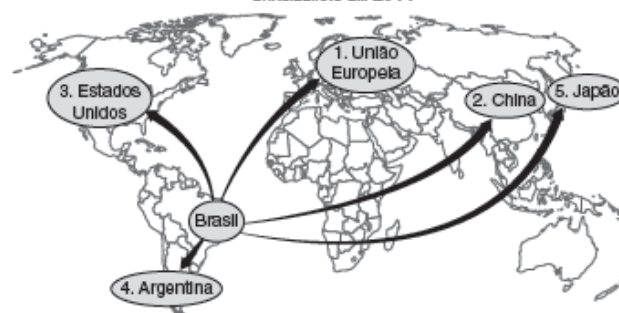 1. União
Europeia
3. Estados
Unidos
2. China
5. Japão
Brasil
4. Argentina